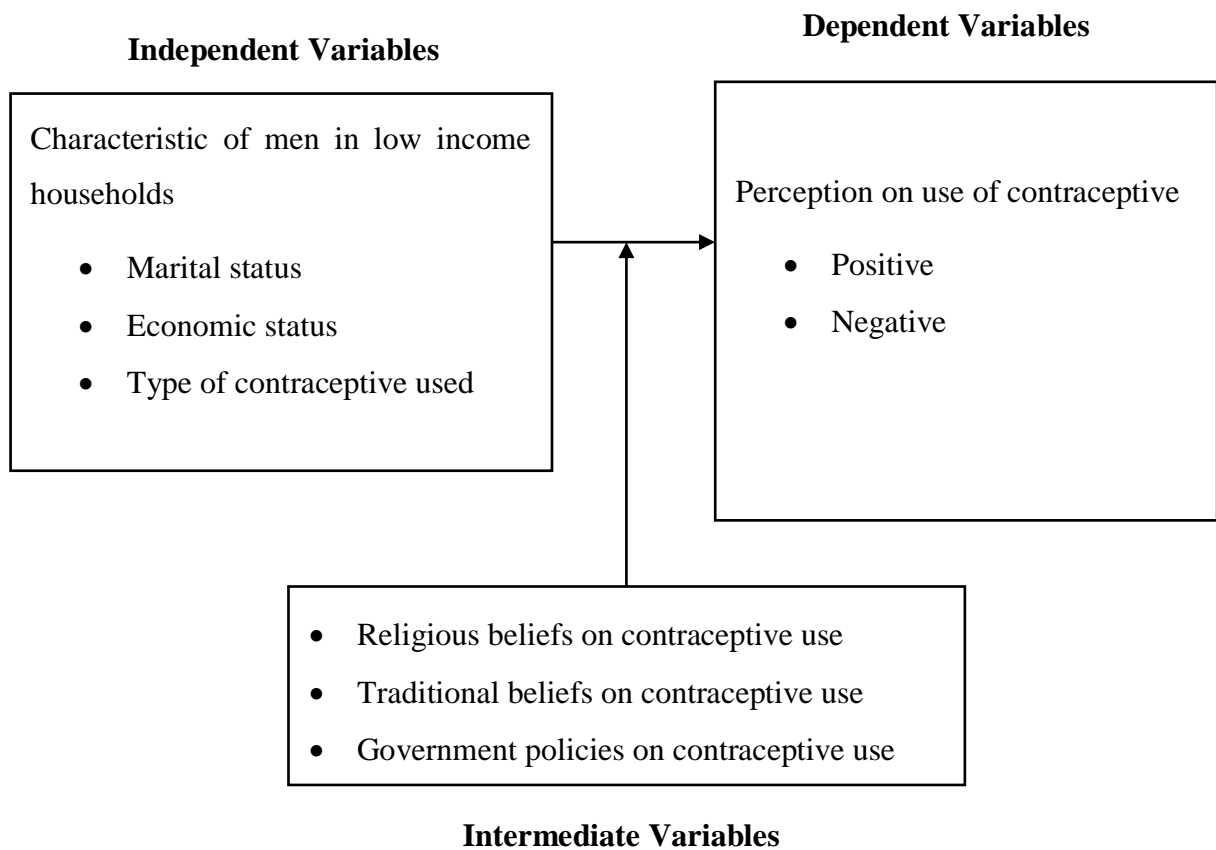 Independent Variables
Characteristic of men in low income
households
• Marital status
• Economic status
• Type of contraceptive used
Dependent Variables
Perception on use of contraceptive
• Positive
• Negative
• Religious beliefs on contraceptive use
• Traditional beliefs on contraceptive use
• Government policies on contraceptive use
Intermediate Variables